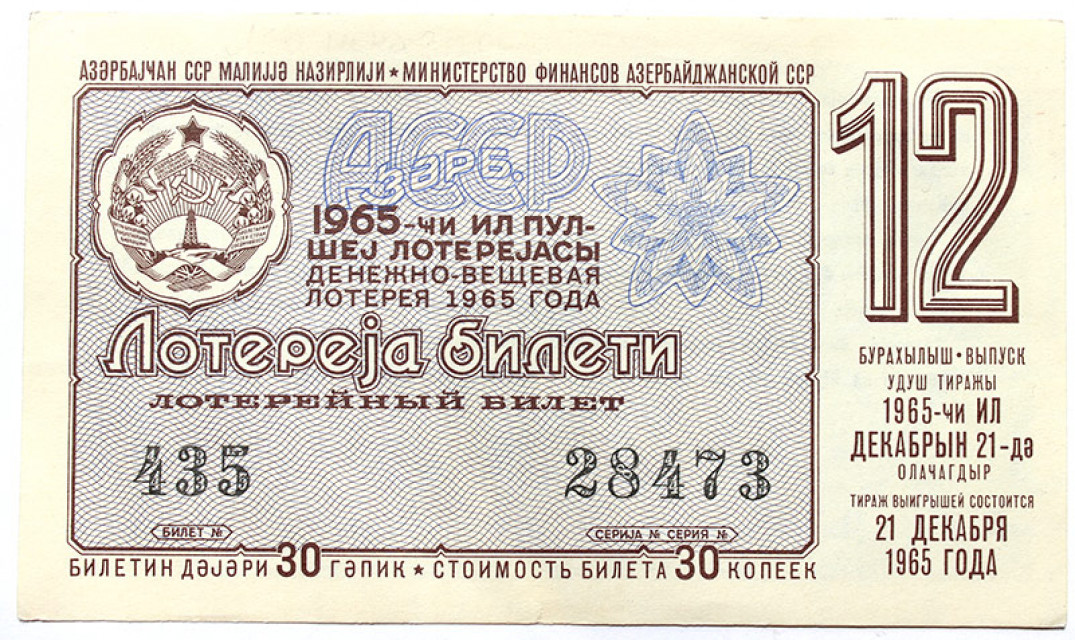 АЗӘРБАЈЧАН ССР МАЛИЈЈӘ НАЗИРЛИЈИ ★ МИНИСТЕРСТВО ФИНАНСОВ АЗЕРБАЙДЖАНСКОЙ ССР
12
АзәРБ.ССР
1965-чи ИЛ ПУЛ-
ШЕЈ ЛОТЕРЕЈАСЫ
ДЕНЕЖНО-ВЕЩЕВАЯ
ЛОТЕРЕЯ 1965 ГОДА
Лотереја билети
ЛОТЕРЕЙНЫЙ БИЛЕТ
435 28473
БИЛЕТ № СЕРИЈА № СЕРИЯ №
БИЛЕТИН ДӘЈӘРИ 30 ГӘПИК ★ СТОИМОСТЬ БИЛЕТА 30 КОПЕЕК
БУРАХЫЛЫШ • ВЫПУСК
УДУШ ТИРАЖЫ
1965-чи ИЛ
ДЕКАБРЫН 21-дә
ОЛАЧАГДЫР
ТИРАЖ ВЫИГРЫШЕЙ СОСТОИТСЯ
21 ДЕКАБРЯ
1965 ГОДА